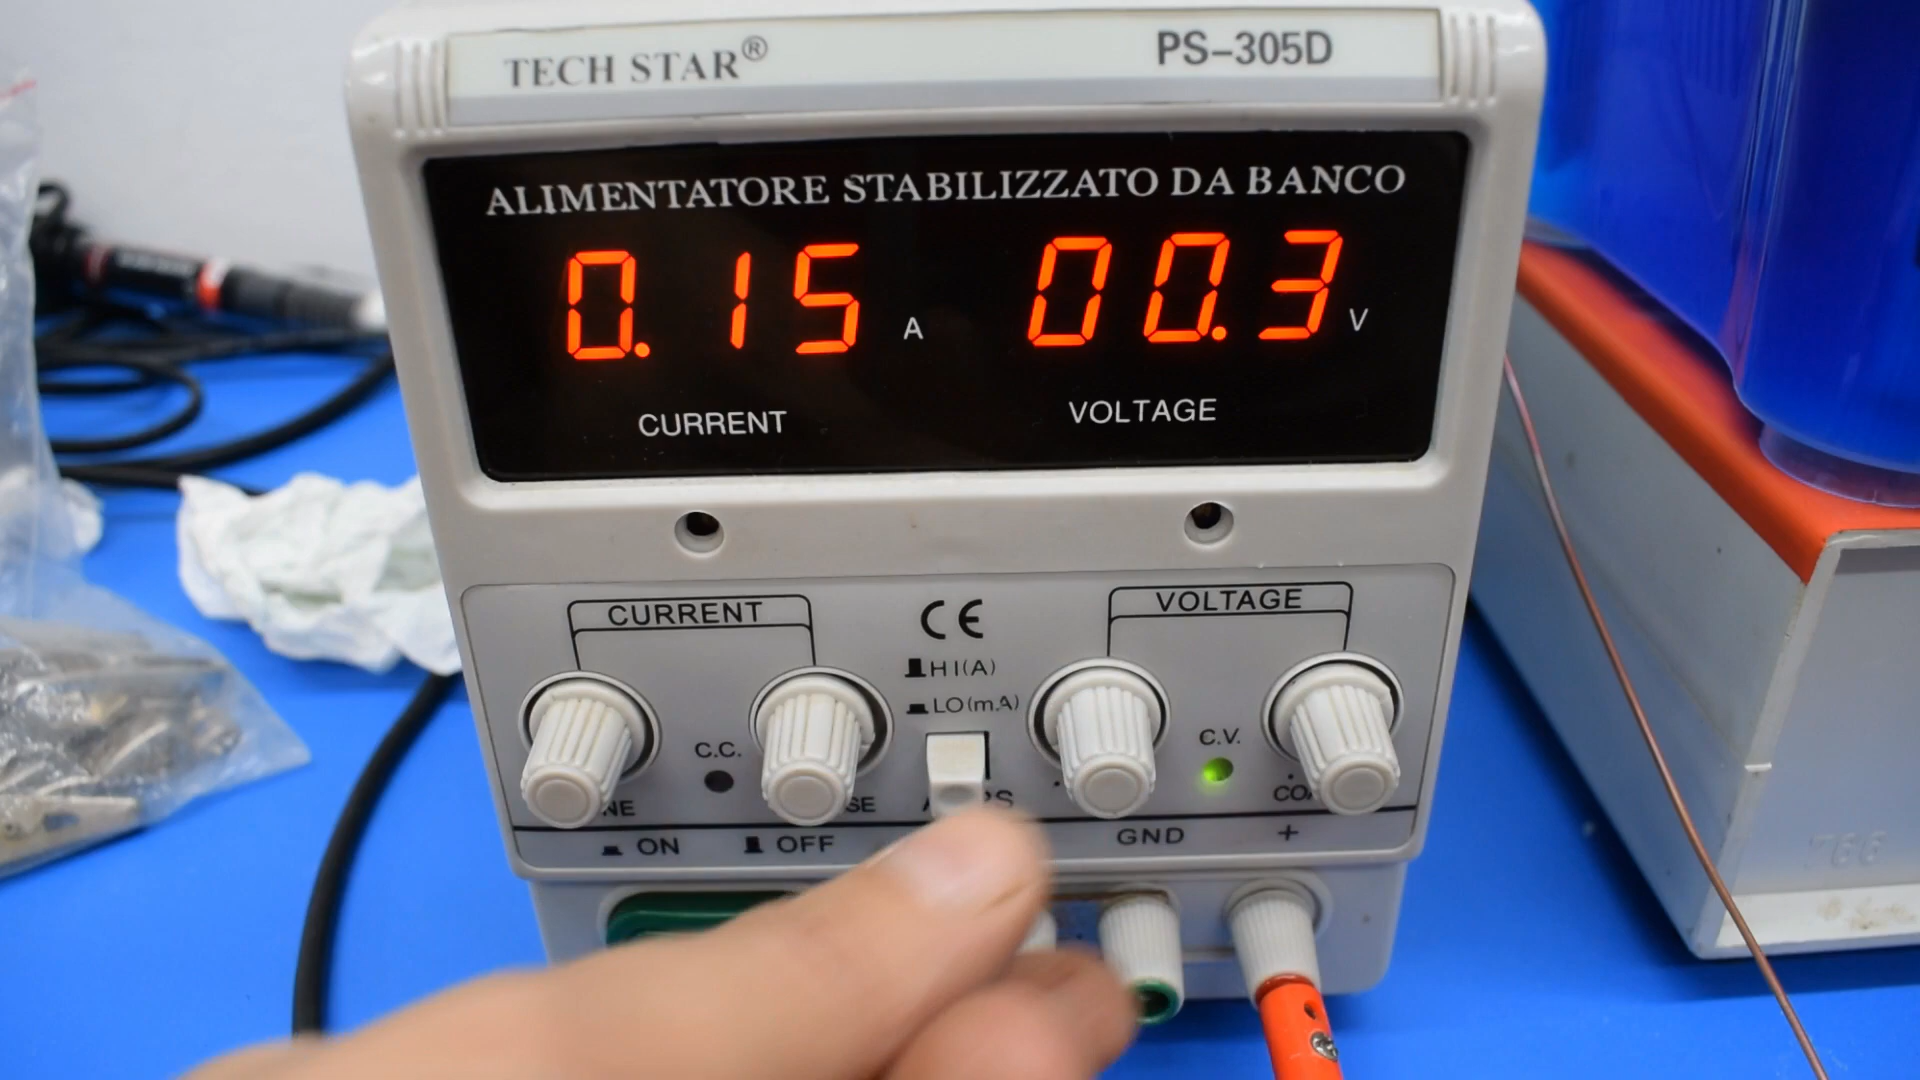 TECH STAR® PS-305D
ALIMENTATORE STABILIZZATO DA BANCO
0.15 A 00.3 V
CURRENT VOLTAGE
CURRENT CE VOLTAGE
HI(A)
LO(mA)
C.C. C.V.
ON OFF GND +
766